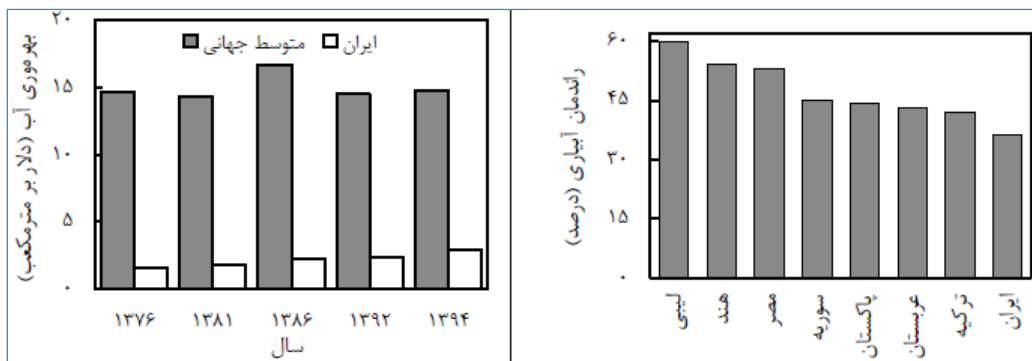 بهره‌وری آب (دلار بر مترمکعب)
۲۰
۱۵
۱۰
۵
۰
متوسط جهانی
ایران
۱۳۷۶ ۱۳۸۱ ۱۳۸۶ ۱۳۹۲ ۱۳۹۴
سال
راندمان آبیاری (درصد)
۶۰
۴۵
۳۰
۱۵
۰
لیبی
هند
مصر
سوریه
پاکستان
عربستان
ترکیه
ایران